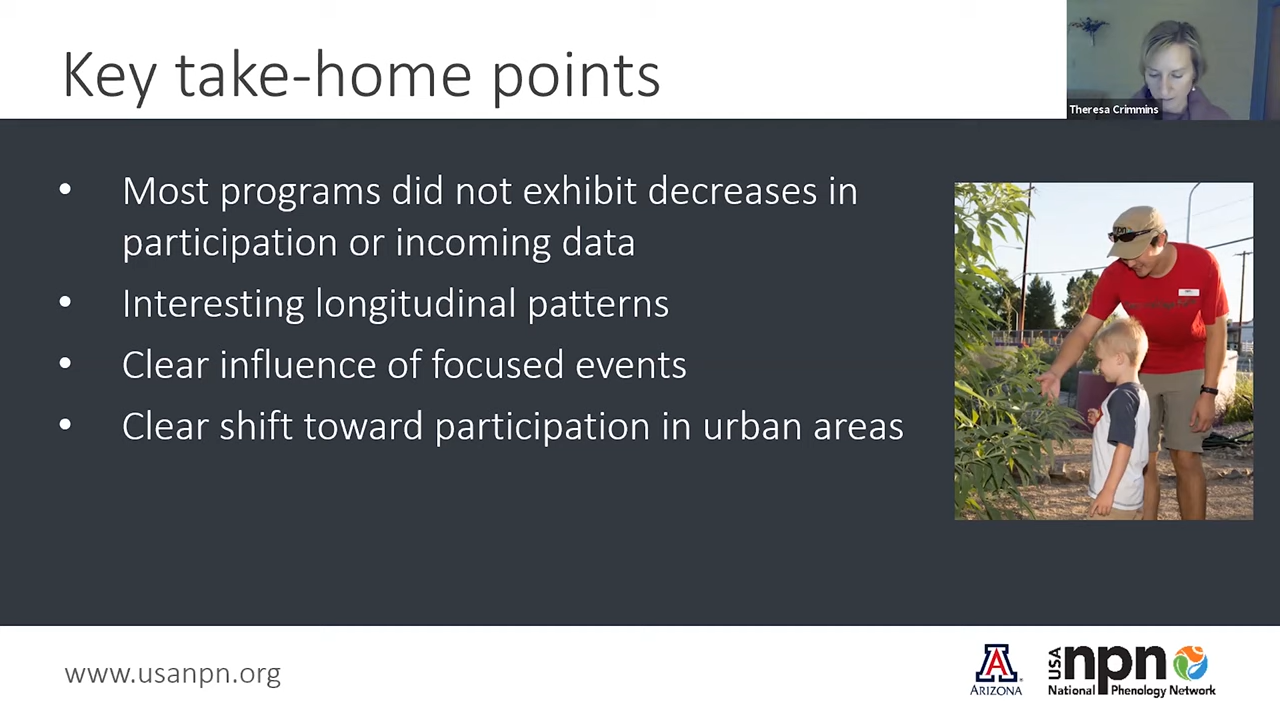 Key take-home points
Theresa Crimmins
• Most programs did not exhibit decreases in
participation or incoming data
• Interesting longitudinal patterns
• Clear influence of focused events
• Clear shift toward participation in urban areas
npn
www.usanpn.org
A
ARIZONA
USA
npn
National Phenology Network